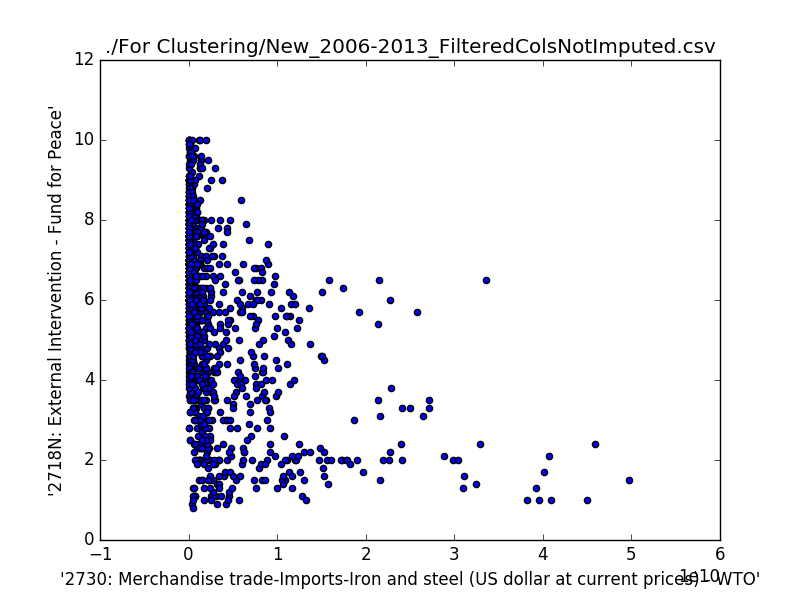 ./For Clustering/New_2006-2013_FilteredColsNotImputed.csv
12
10
8
6
4
2
0
'2718N: External Intervention - Fund for Peace'
−1 0 1 2 3 4 5 6
1e10
'2730: Merchandise trade-Imports-Iron and steel (US dollar at current prices) - WTO'